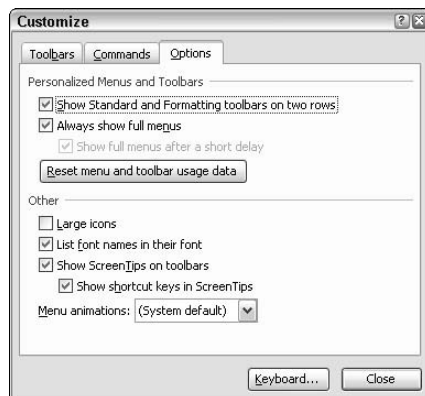 Customize
Toolbars Commands Options
Personalized Menus and Toolbars
Show Standard and Formatting toolbars on two rows
Always show full menus
Show full menus after a short delay
Reset menu and toolbar usage data
Other
Large icons
List font names in their font
Show ScreenTips on toolbars
Show shortcut keys in ScreenTips
Menu animations: (System default)
Keyboard... Close